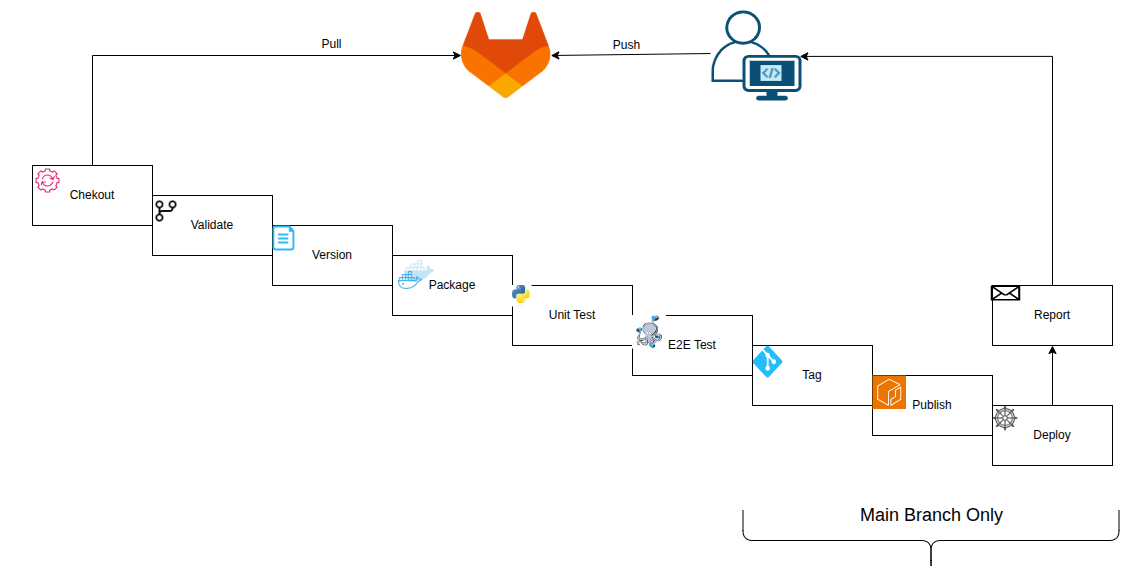 Pull
Push
</>
Chekout
Validate
Version
Package
Unit Test
E2E Test
Tag
Publish
Deploy
Report
Main Branch Only